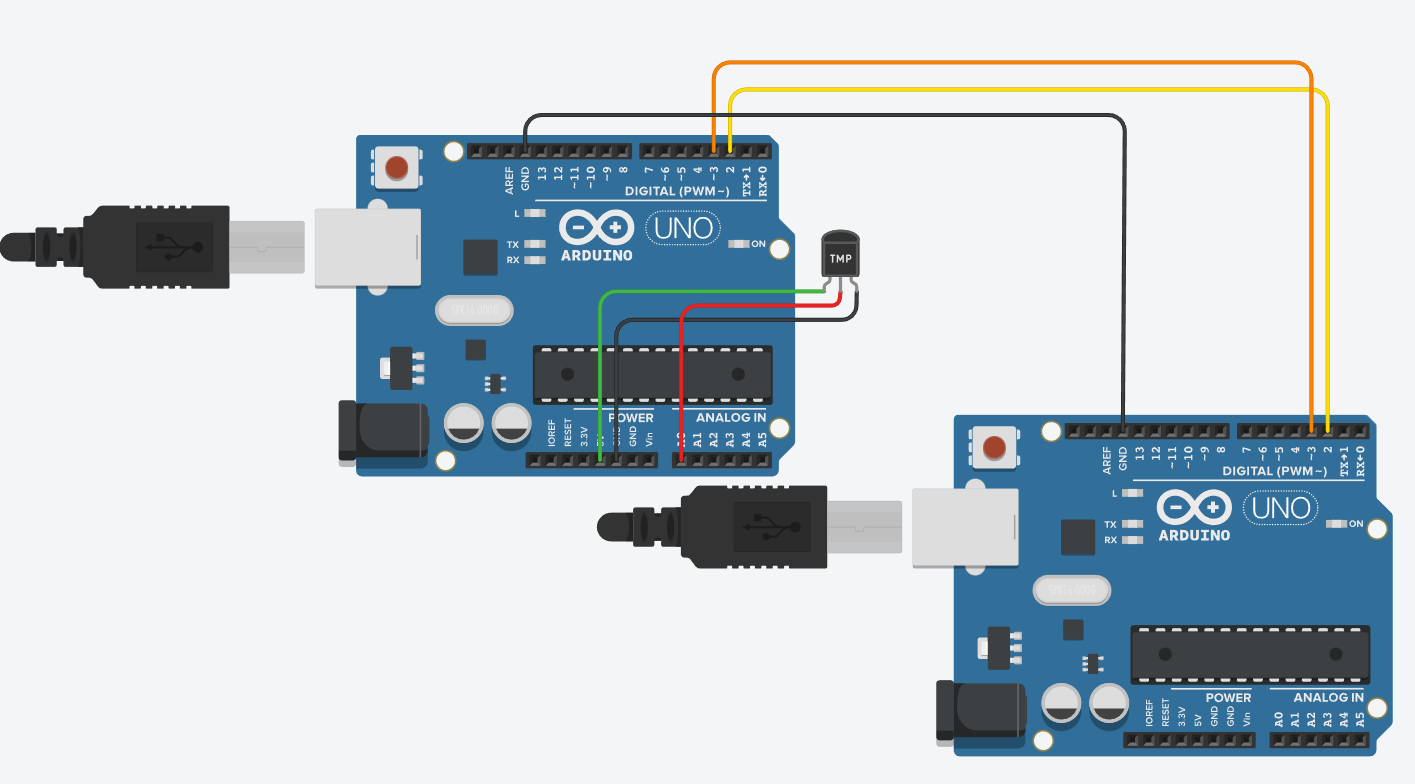 AREF
GND
13
12
~11
~10
~9
8
7
~6
~5
4
~3
2
TX→1
RX←0
DIGITAL (PWM~)
L
TX
RX
ARDUINO
UNO
ON
TMP
POWER
ANALOG IN
IOREF
RESET
3.3V
GND
Vin
A1
A2
A3
A4
A5
AREF
GND
13
12
~11
~10
~9
8
7
~6
~5
4
~3
2
TX→1
RX←0
DIGITAL (PWM~)
L
TX
RX
ARDUINO
UNO
ON
POWER
ANALOG IN
IOREF
RESET
3.3V
5V
GND
GND
Vin
A0
A1
A2
A3
A4
A5